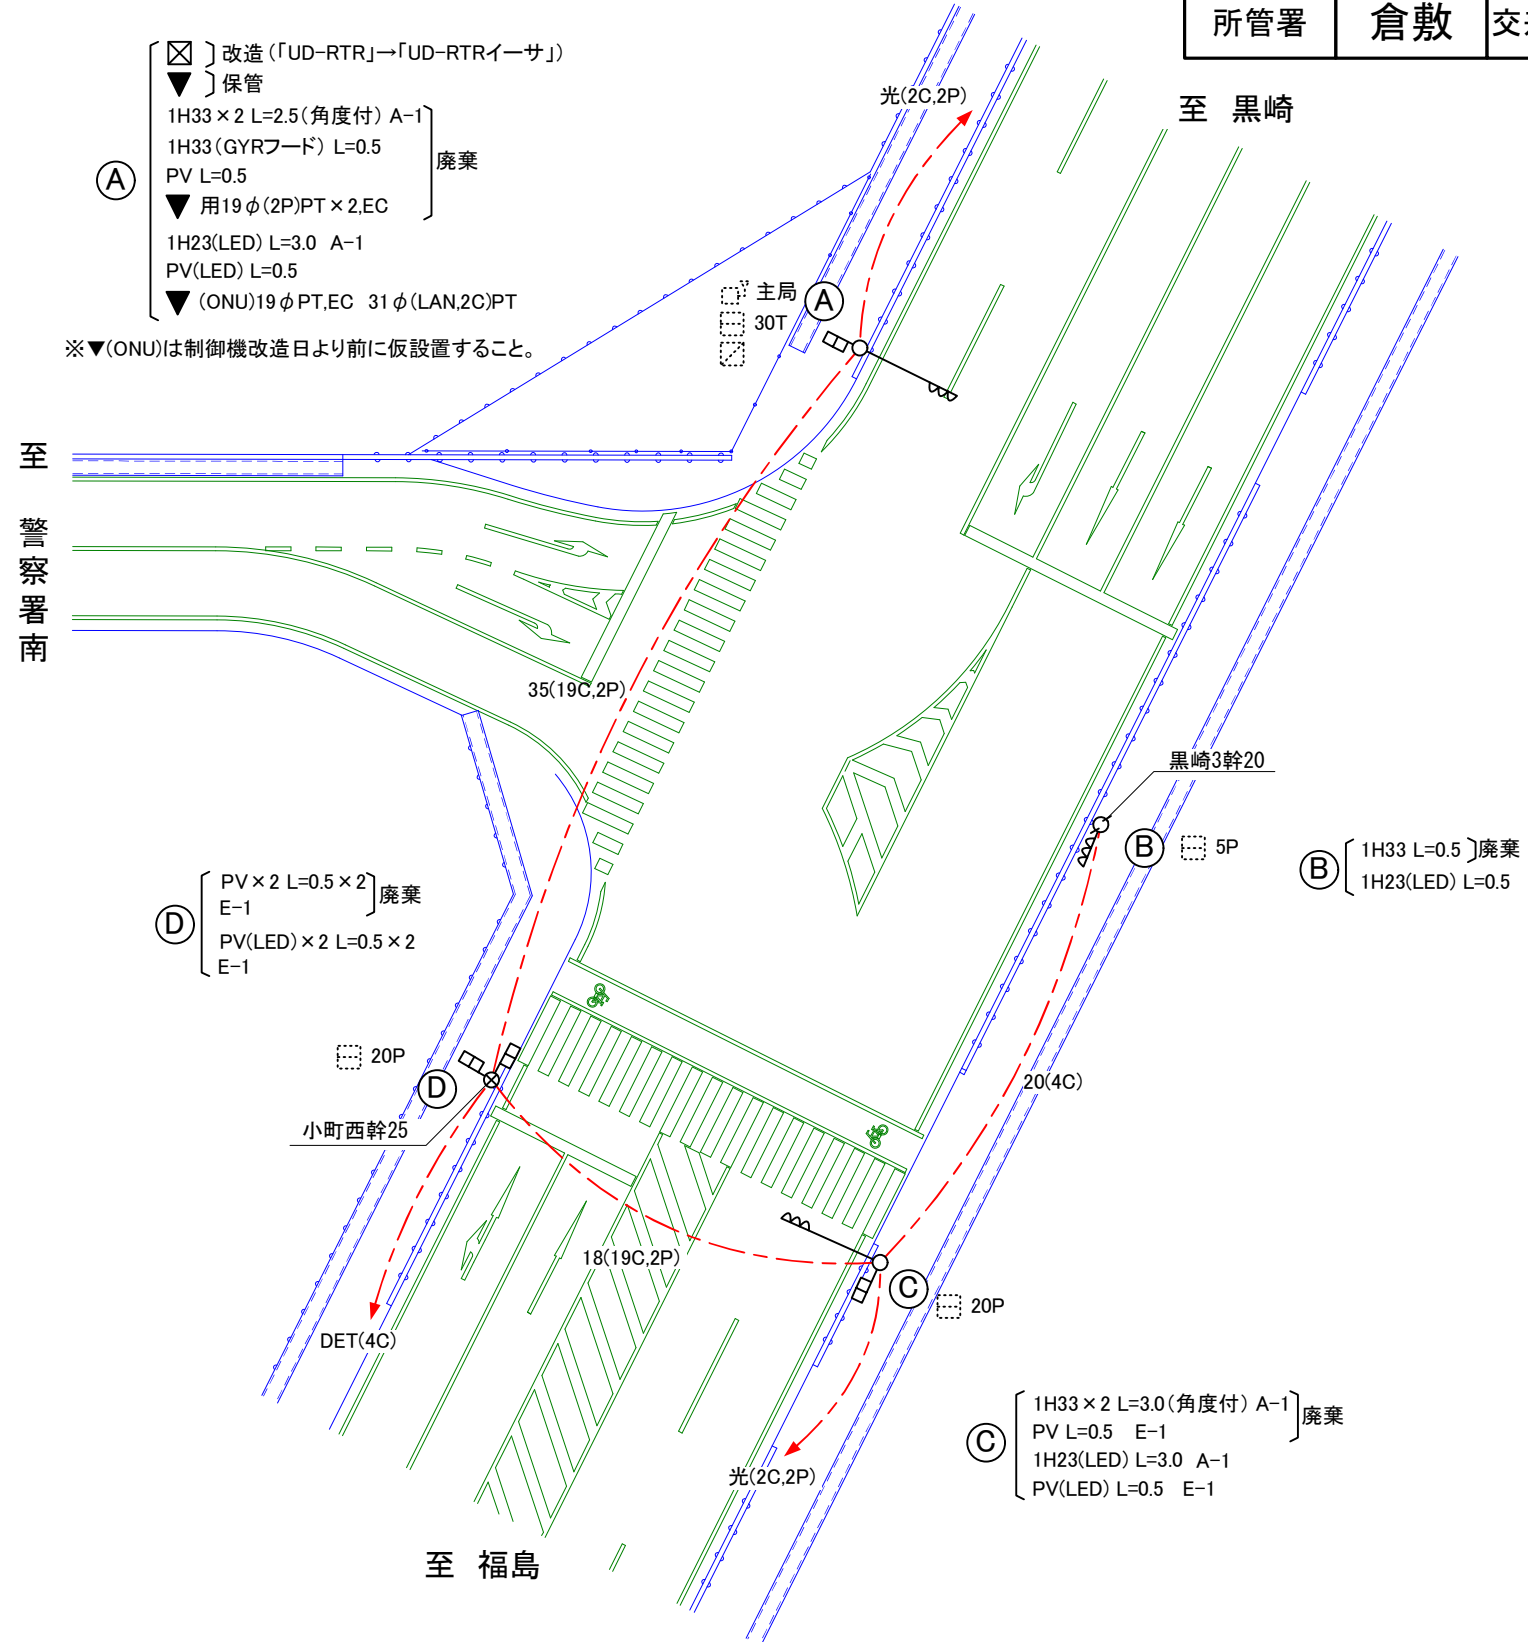 所管署 倉敷
改造(「UD-RTR」→「UD-RTRイーサ」)
▼ 保管
1H33×2 L=2.5(角度付) A-1
1H33(GYRフード) L=0.5
PV L=0.5
▼ 用19φ(2P)PT×2,EC
廃棄
1H23(LED) L=3.0 A-1
PV(LED) L=0.5
▼ (ONU)19φPT,EC 31φ(LAN,2C)PT
A
※▼(ONU)は制御機改造日より前に仮設置すること。
光(2C,2P)
至 黒崎
主局
30T
A
至 警察署南
35(19C,2P)
黒崎3幹20
B
5P
B
1H33 L=0.5 廃棄
1H23(LED) L=0.5
D
PV×2 L=0.5×2
E-1
廃棄
PV(LED)×2 L=0.5×2
E-1
20P
D
小町西幹25
20(4C)
18(19C,2P)
C
20P
DET(4C)
光(2C,2P)
C
1H33×2 L=3.0(角度付) A-1
PV L=0.5 E-1
廃棄
1H23(LED) L=3.0 A-1
PV(LED) L=0.5 E-1
至 福島